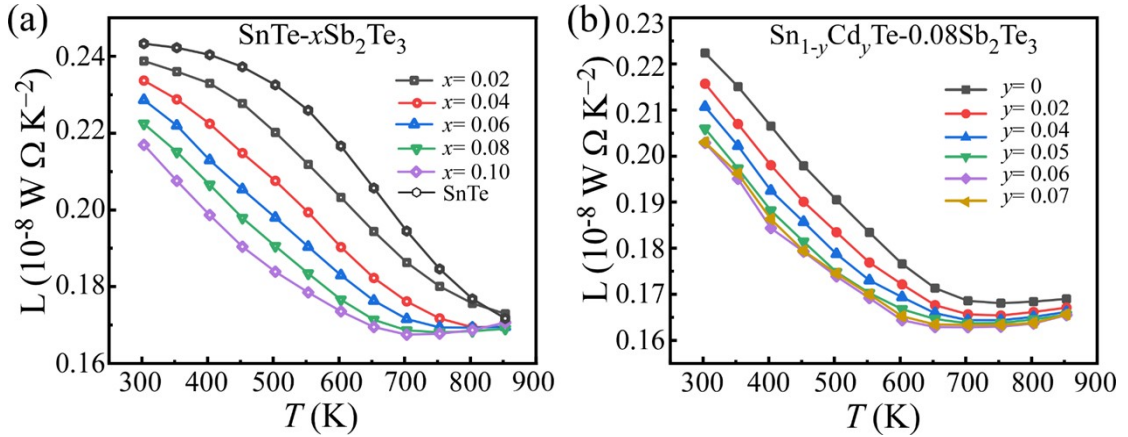 (a)
SnTe-xSb₂Te₃
x= 0.02
x= 0.04
x= 0.06
x= 0.08
x= 0.10
SnTe
L (10⁻⁸ W Ω K⁻²)
0.24
0.22
0.20
0.18
0.16
300 400 500 600 700 800 900
T (K)
(b)
Sn₁₋yCdyTe-0.08Sb₂Te₃
y= 0
y= 0.02
y= 0.04
y= 0.05
y= 0.06
y= 0.07
L (10⁻⁸ W Ω K⁻²)
0.23
0.22
0.21
0.20
0.19
0.18
0.17
0.16
300 400 500 600 700 800 900
T (K)